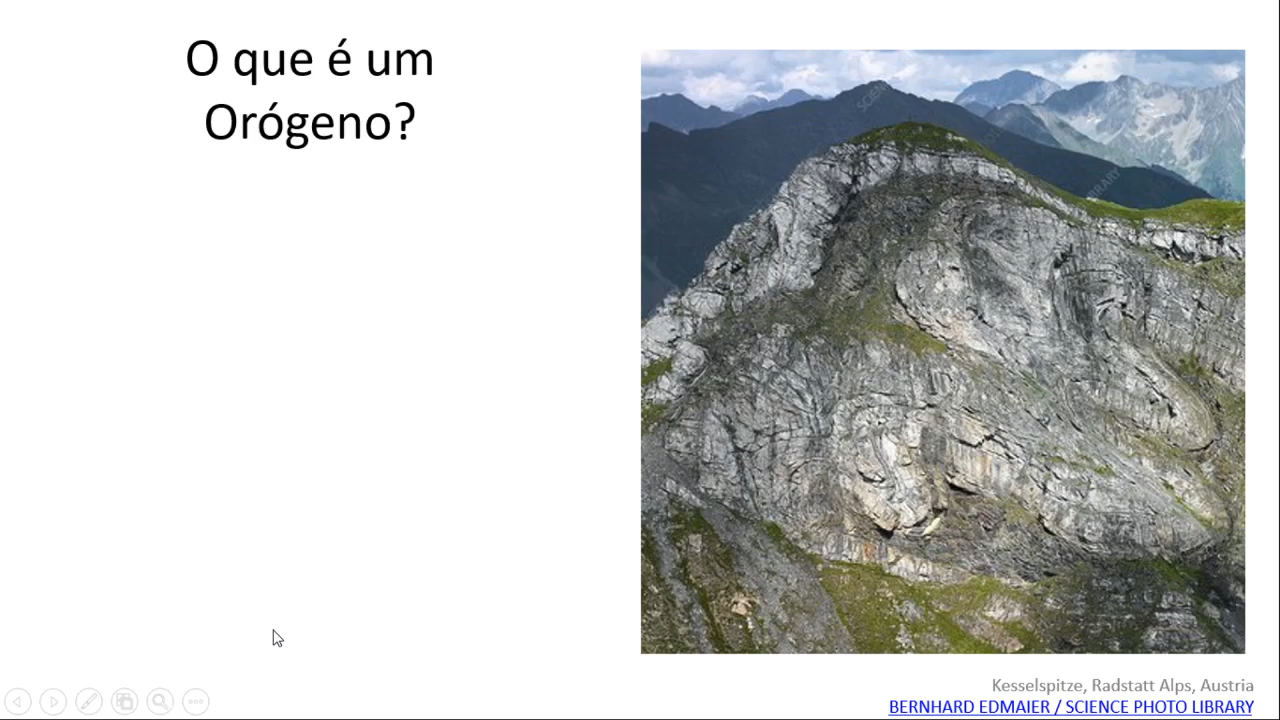 O que é um
Orógeno?
Kesselspitze, Radstatt Alps, Austria
BERNHARD EDMAIER / SCIENCE PHOTO LIBRARY